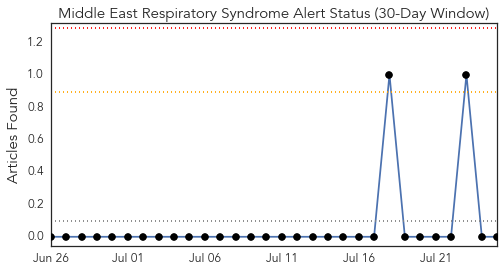 Middle East Respiratory Syndrome Alert Status (30-Day Window)
Articles Found
1.2
1.0
0.8
0.6
0.4
0.2
0.0
Jun 26 Jul 01 Jul 06 Jul 11 Jul 16 Jul 21